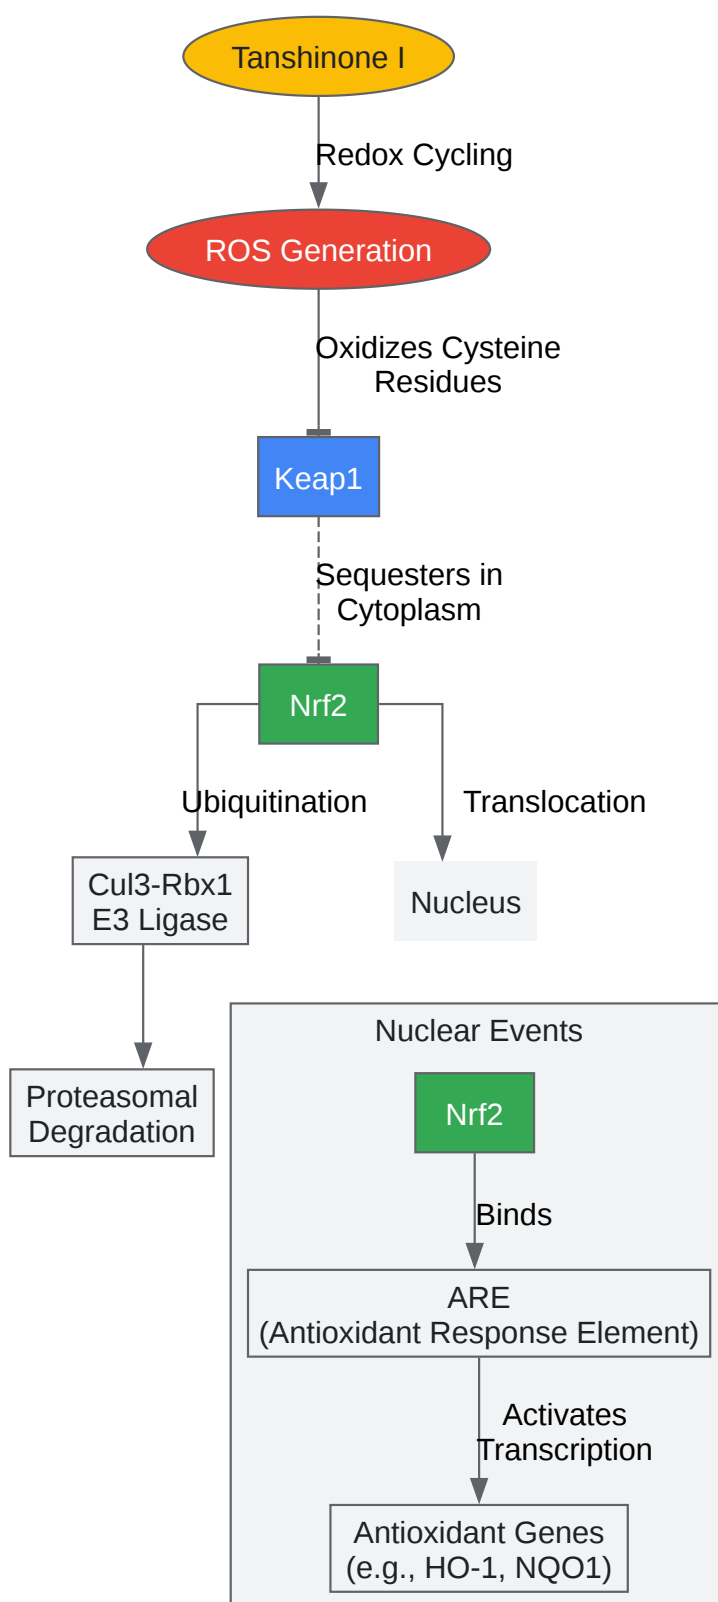 Tanshinone I
Redox Cycling
ROS Generation
Oxidizes Cysteine
Residues
Keap1
Sequesters in
Cytoplasm
Nrf2
Ubiquitination
Translocation
Cul3-Rbx1
E3 Ligase
Nucleus
Proteasomal
Degradation
Nuclear Events
Nrf2
Binds
ARE
(Antioxidant Response Element)
Activates
Transcription
Antioxidant Genes
(e.g., HO-1, NQO1)